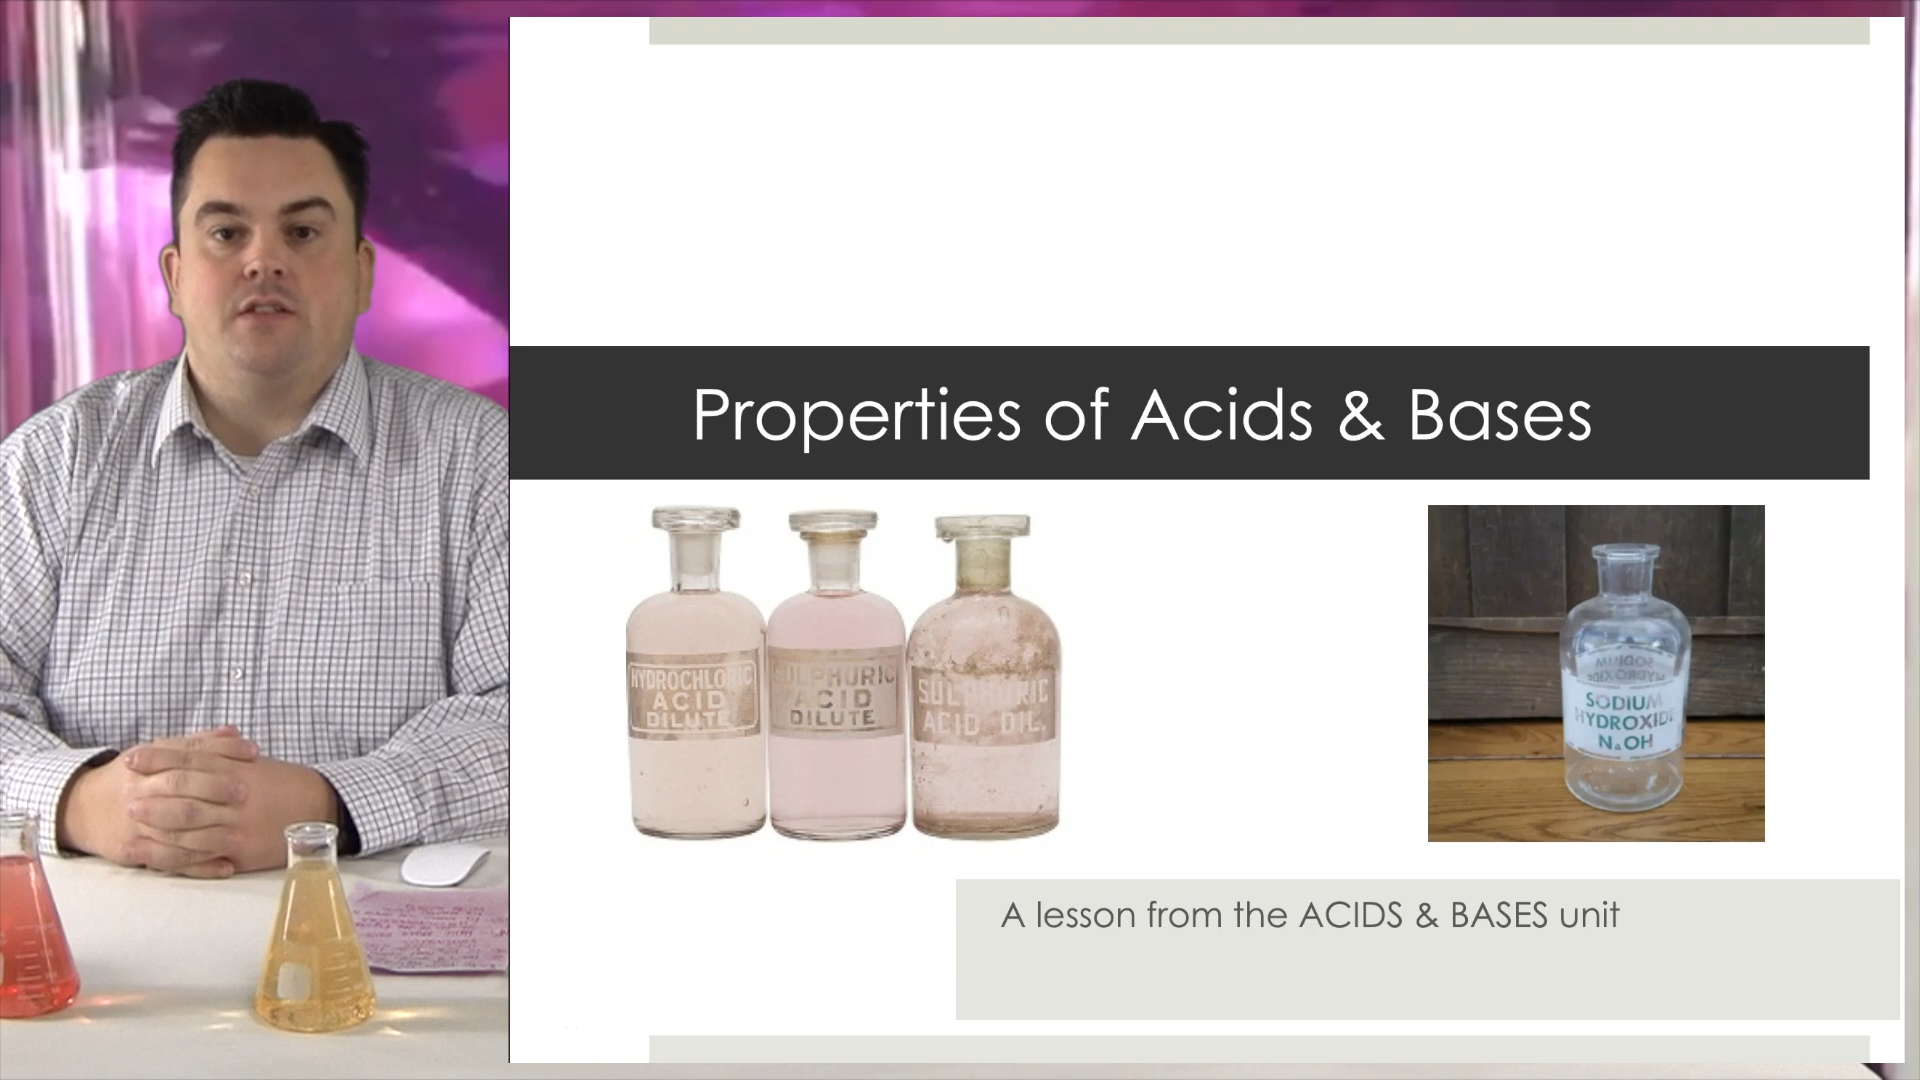 Properties of Acids & Bases
HYDROCHLORIC
ACID
DILUTE
SULPHURIC
ACID
DILUTE
SULPHURIC
ACID DIL.
SODIUM
HYDROXIDE
NaOH
A lesson from the ACIDS & BASES unit